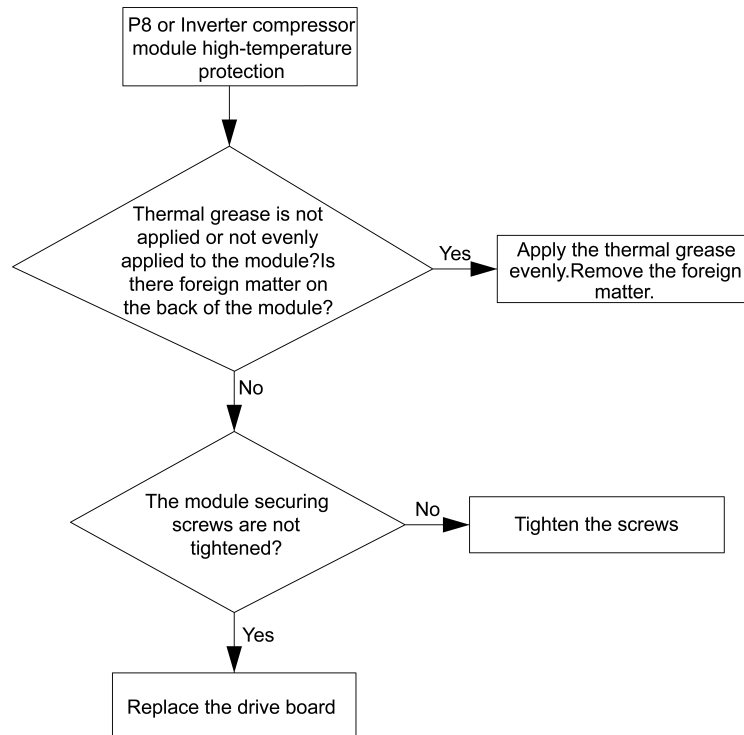 P8 or Inverter compressor
module high-temperature
protection
Thermal grease is not
applied or not evenly
applied to the module?Is
there foreign matter on
the back of the module?
Yes
Apply the thermal grease
evenly.Remove the foreign
matter.
No
The module securing
screws are not
tightened?
No
Tighten the screws
Yes
Replace the drive board